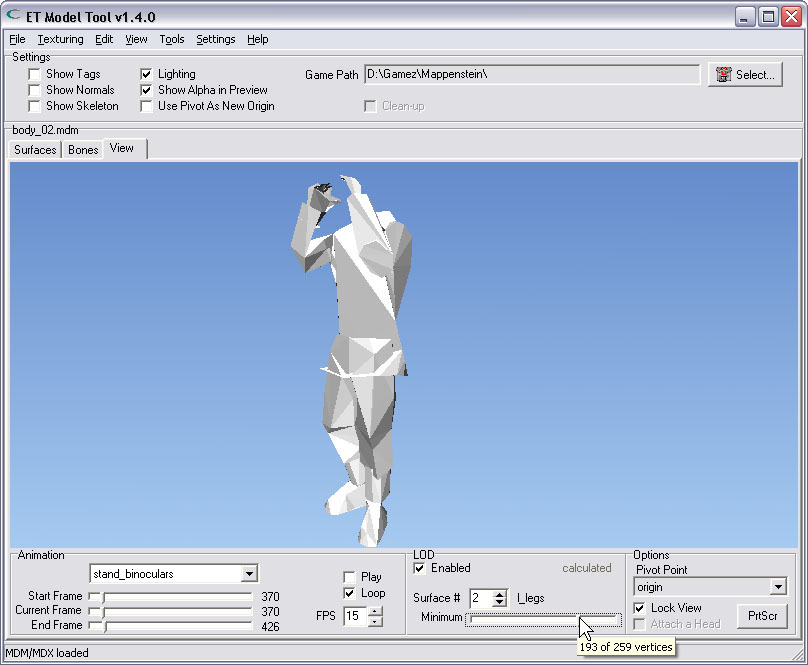 ET Model Tool v1.4.0
File Texturing Edit View Tools Settings Help
Settings
Show Tags Lighting Game Path D:\Gamez\Mappenstein\ Select...
Show Normals Show Alpha in Preview
Show Skeleton Use Pivot As New Origin Clean-up
body_02.mdm
Surfaces Bones View
Animation LOD Options
Enabled calculated Pivot Point
stand_binoculars Play origin
Start Frame 370 Loop Surface # 2 l_legs Lock View
Current Frame 370 FPS 15 Minimum Attach a Head PrtScr
End Frame 426
193 of 259 vertices
MDM/MDX loaded